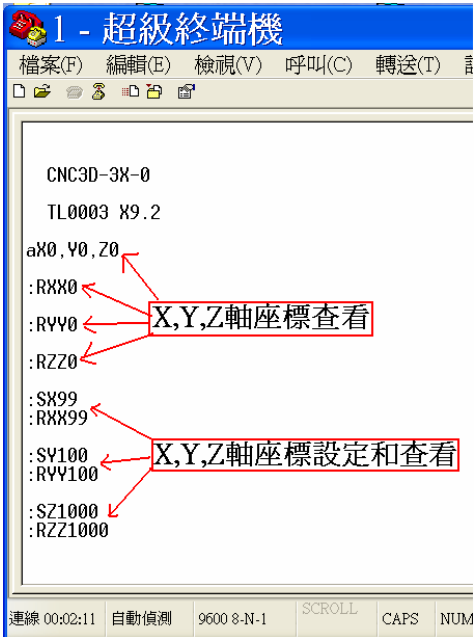 1 - 超級終端機
檔案(F) 編輯(E) 檢視(V) 呼叫(C) 轉送(T)
CNC3D-3X-0
TL0003 X9.2
aX0,Y0,Z0
:RXX0
X,Y,Z軸座標查看
:RYY0
:RZZ0
:SX99
:RXX99
X,Y,Z軸座標設定和查看
:SY100
:RYY100
:SZ1000
:RZZ1000
連線 00:02:11 自動偵測 9600 8-N-1 SCROLL CAPS NUM